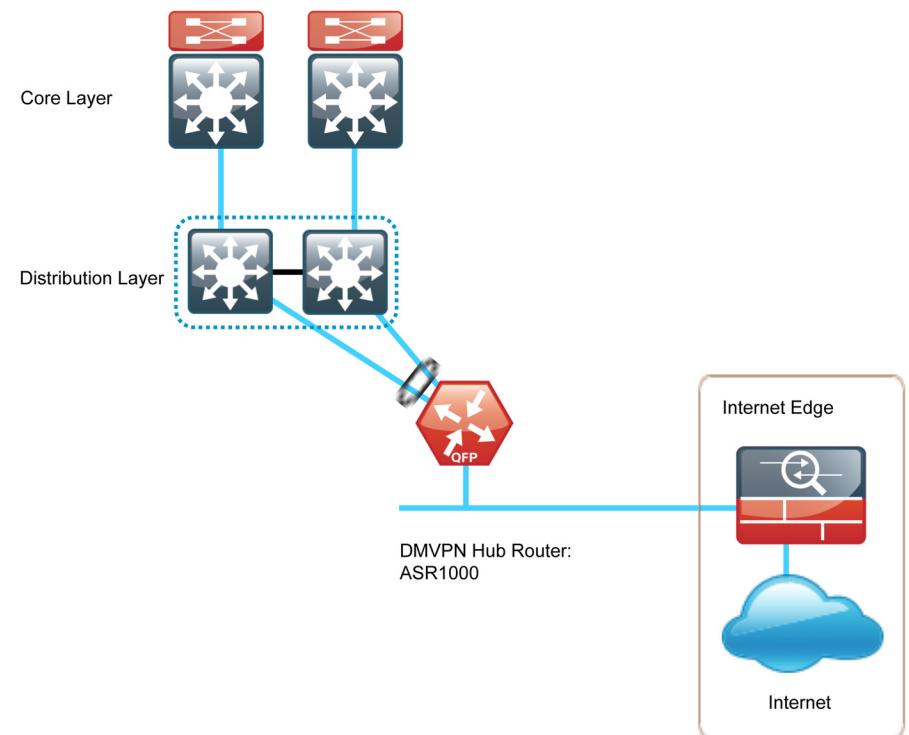 Core Layer
Distribution Layer
QFP
Internet Edge
DMVPN Hub Router:
ASR1000
Internet